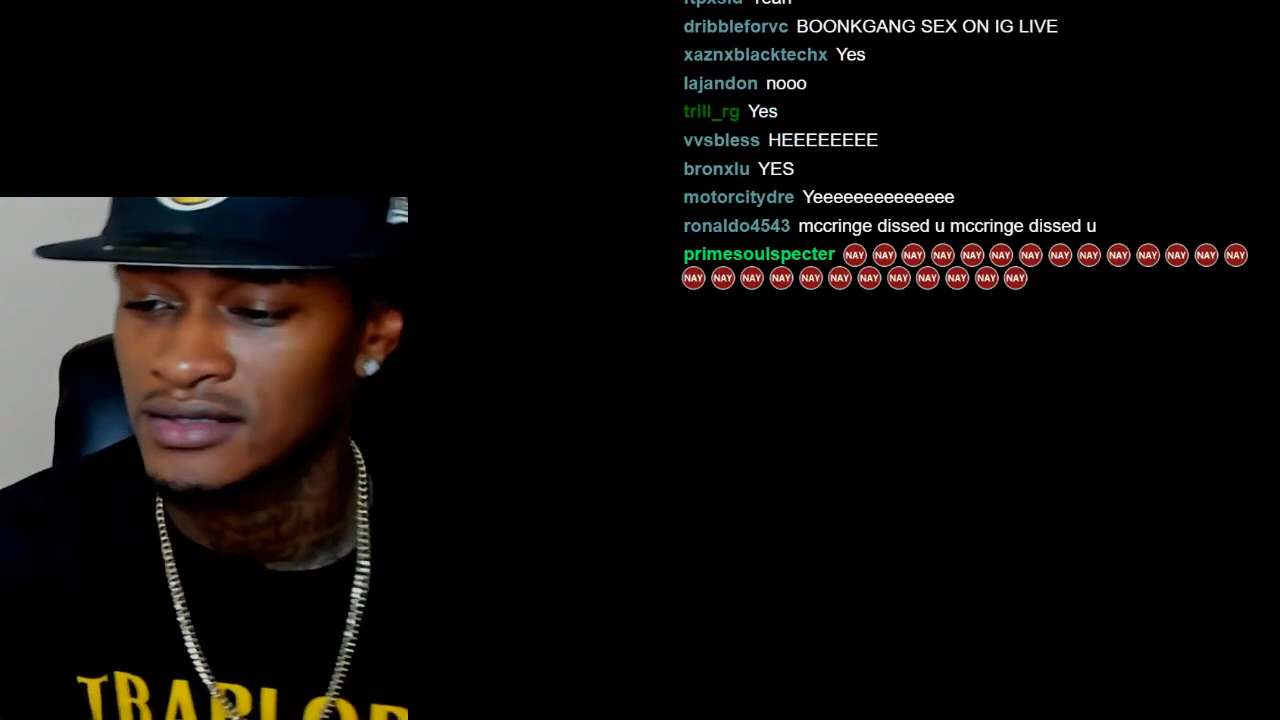 Yeah
dribbleforvc BOONKGANG SEX ON IG LIVE
xaznxblacktechx Yes
lajandon nooo
trill_rg Yes
vvsbless HEEEEEEEE
bronxlu YES
motorcitydre Yeeeeeeeeeeeeee
ronaldo4543 mccringe dissed u mccringe dissed u
primesoulspecter NAY NAY NAY NAY NAY NAY NAY NAY NAY NAY NAY NAY NAY NAY
NAY NAY NAY NAY NAY NAY NAY NAY NAY NAY NAY NAY